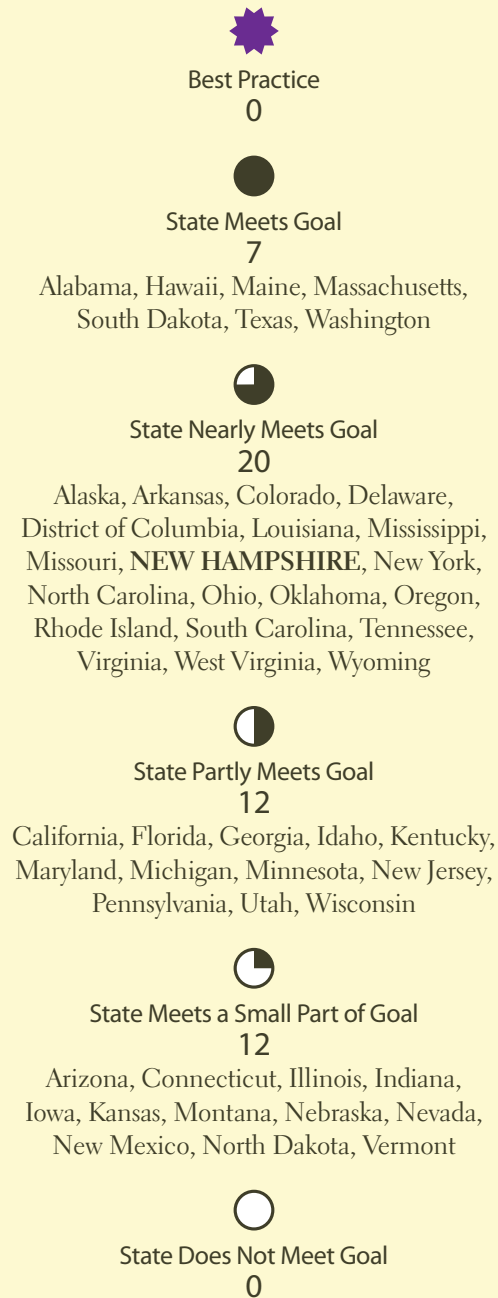 Best Practice
0
State Meets Goal
7
Alabama, Hawaii, Maine, Massachusetts,
South Dakota, Texas, Washington
State Nearly Meets Goal
20
Alaska, Arkansas, Colorado, Delaware,
District of Columbia, Louisiana, Mississippi,
Missouri, NEW HAMPSHIRE, New York,
North Carolina, Ohio, Oklahoma, Oregon,
Rhode Island, South Carolina, Tennessee,
Virginia, West Virginia, Wyoming
State Partly Meets Goal
12
California, Florida, Georgia, Idaho, Kentucky,
Maryland, Michigan, Minnesota, New Jersey,
Pennsylvania, Utah, Wisconsin
State Meets a Small Part of Goal
12
Arizona, Connecticut, Illinois, Indiana,
Iowa, Kansas, Montana, Nebraska, Nevada,
New Mexico, North Dakota, Vermont
State Does Not Meet Goal
0